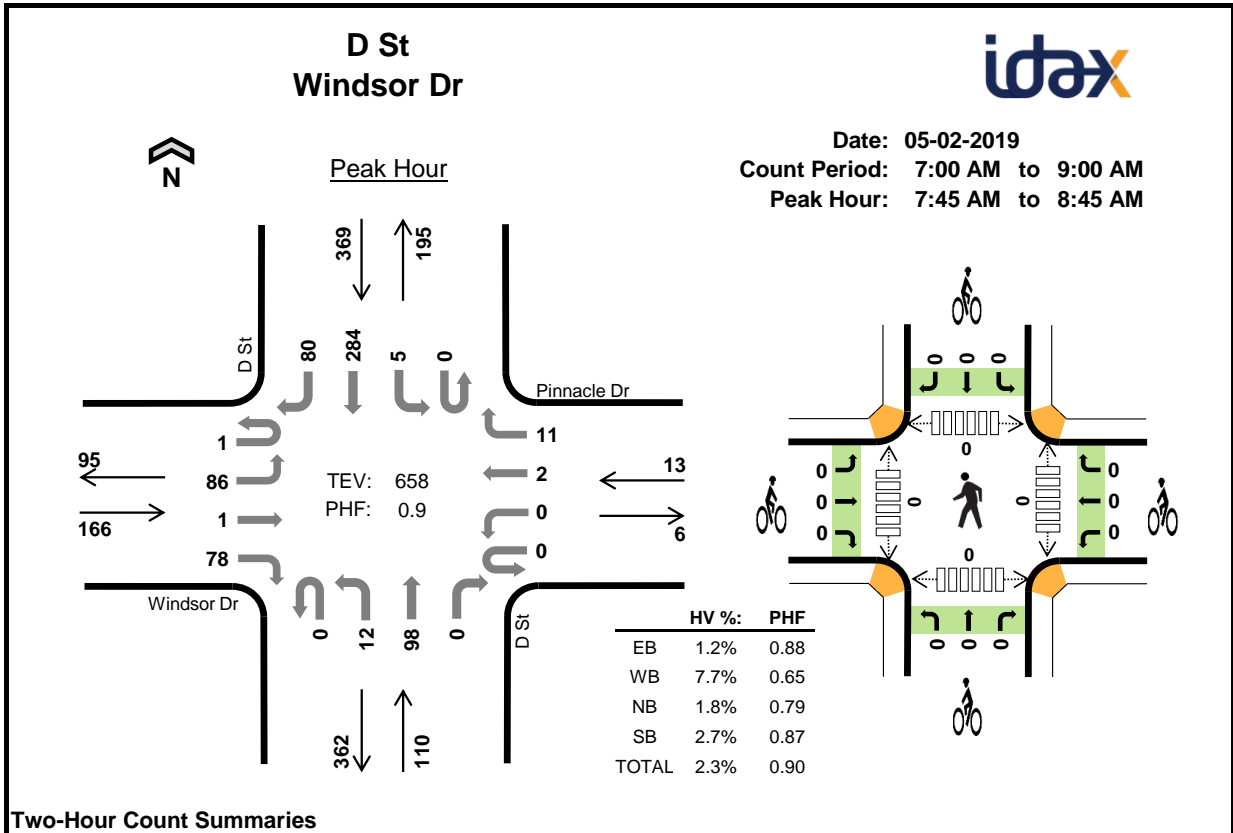 D St
Windsor Dr
idax
N
Peak Hour
Date: 05-02-2019
Count Period: 7:00 AM to 9:00 AM
Peak Hour: 7:45 AM to 8:45 AM
369
195
D St
80
284
5
0
Pinnacle Dr
1
86
1
78
95
166
TEV: 658
PHF: 0.9
11
2
0
0
13
6
Windsor Dr
0
12
98
0
D St
362
110
HV %: PHF
EB 1.2% 0.88
WB 7.7% 0.65
NB 1.8% 0.79
SB 2.7% 0.87
TOTAL 2.3% 0.90
0 0 0
0
0
0
0
0
0
0
0
0
0
0
0 0 0
Two-Hour Count Summaries